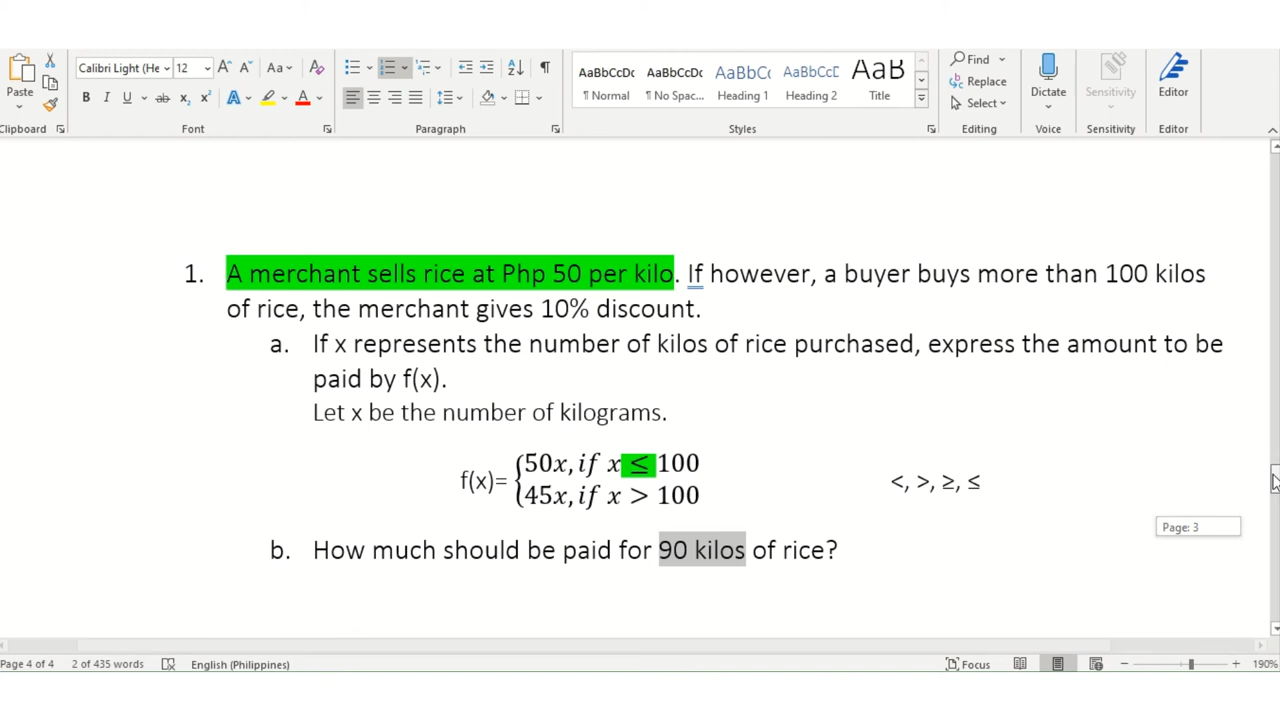 Calibri Light (He 12 Aa Find
Paste Replace
B I U ab x₂ x² A A Select
AaBbCcDc AaBbCcDc AaBbCc AaBbCcD AaB
¶ Normal ¶ No Spac... Heading 1 Heading 2 Title
Dictate Sensitivity Editor
Clipboard Font Paragraph Styles Editing Voice Sensitivity Editor
1. A merchant sells rice at Php 50 per kilo. If however, a buyer buys more than 100 kilos
of rice, the merchant gives 10% discount.
a. If x represents the number of kilos of rice purchased, express the amount to be
paid by f(x).
Let x be the number of kilograms.
50x, if x ≤ 100
f(x)= { <, >, ≥, ≤
45x, if x > 100
Page: 3
b. How much should be paid for 90 kilos of rice?
Page 4 of 4 2 of 435 words English (Philippines) Focus 190%